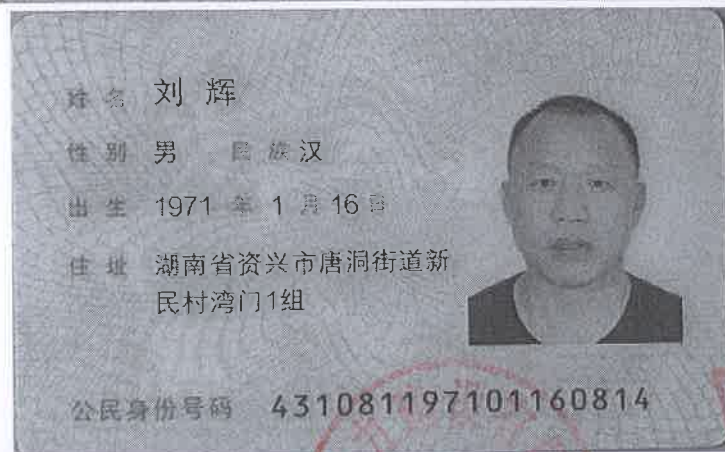 姓名 刘辉
性别 男 民族 汉
出生 1971 年 1 月 16 日
住址 湖南省资兴市唐洞街道新
民村湾门1组
公民身份号码 431081197101160814